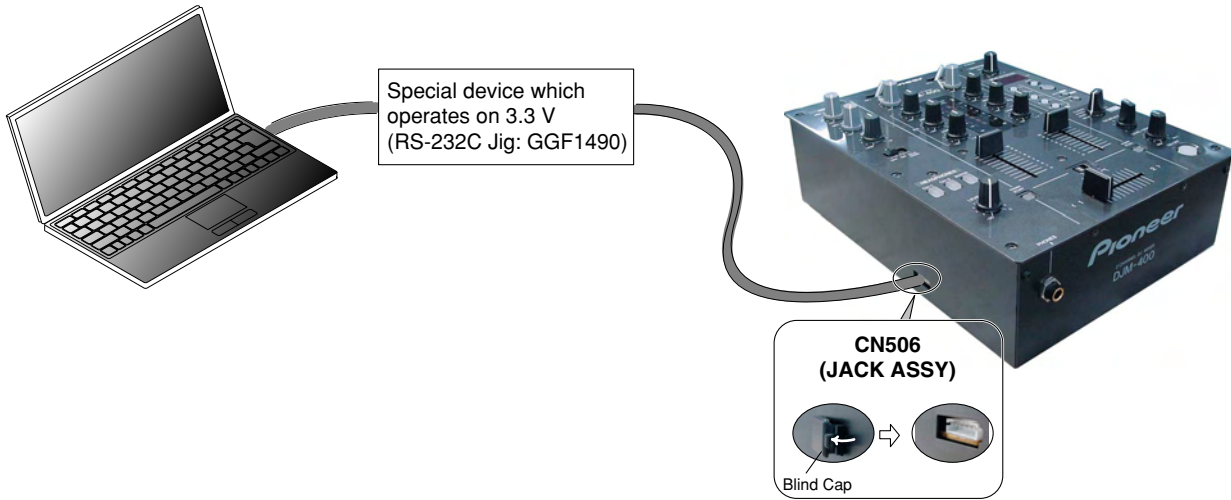 Special device which
operates on 3.3 V
(RS-232C Jig: GGF1490)
Pioneer
DJM-400
CN506
(JACK ASSY)
Blind Cap